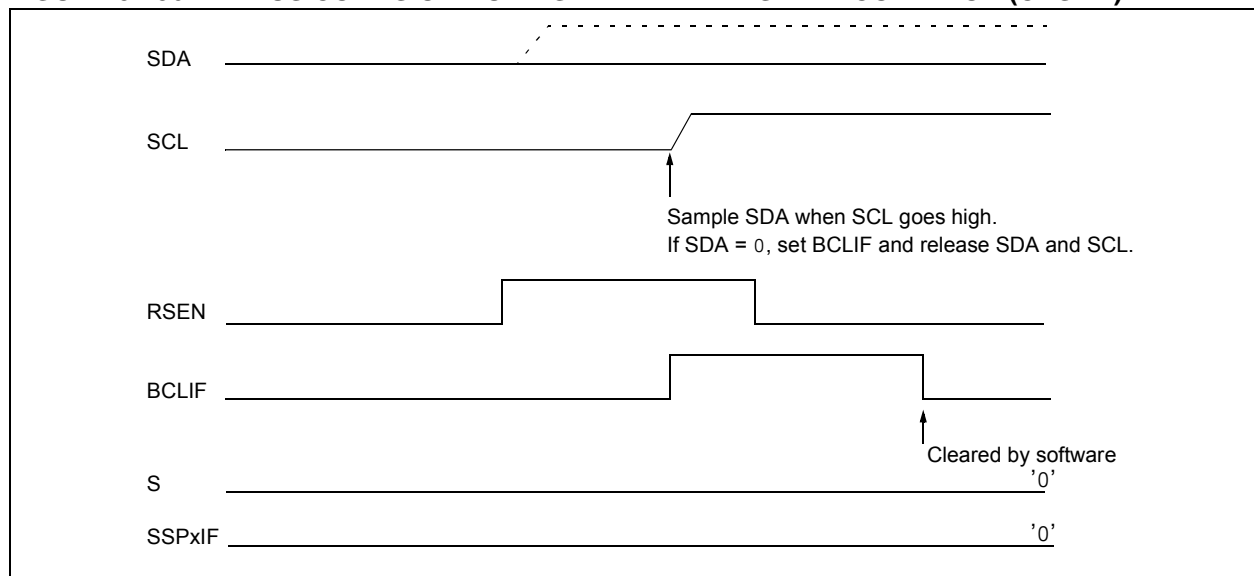 SDA
SCL
Sample SDA when SCL goes high.
If SDA = 0, set BCLIF and release SDA and SCL.
RSEN
BCLIF
Cleared by software
S
'0'
SSPxIF
'0'